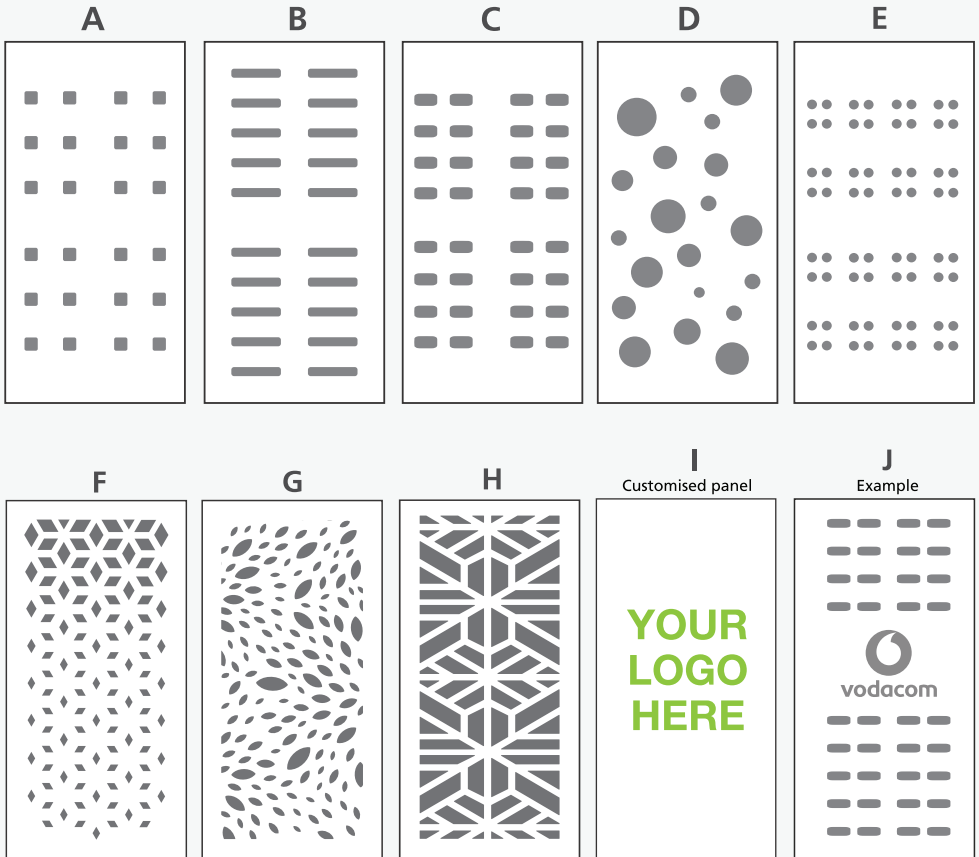 A B C D E
F G H I J
Customised panel Example
YOUR
LOGO
HERE
vodacom